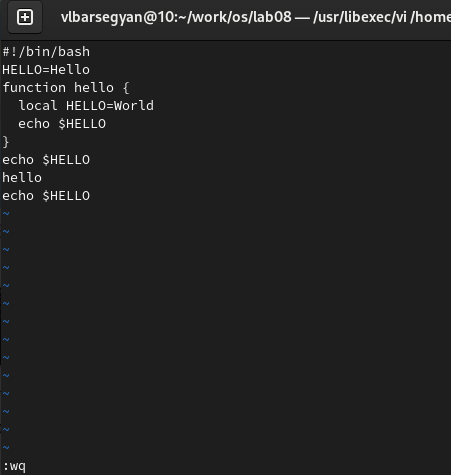 vlbarsegyan@10:~/work/os/lab08 — /usr/libexec/vi /home
#!/bin/bash
HELLO=Hello
function hello {
  local HELLO=World
  echo $HELLO
}
echo $HELLO
hello
echo $HELLO
~
~
~
~
~
~
~
~
~
~
~
~
~
~
:wq